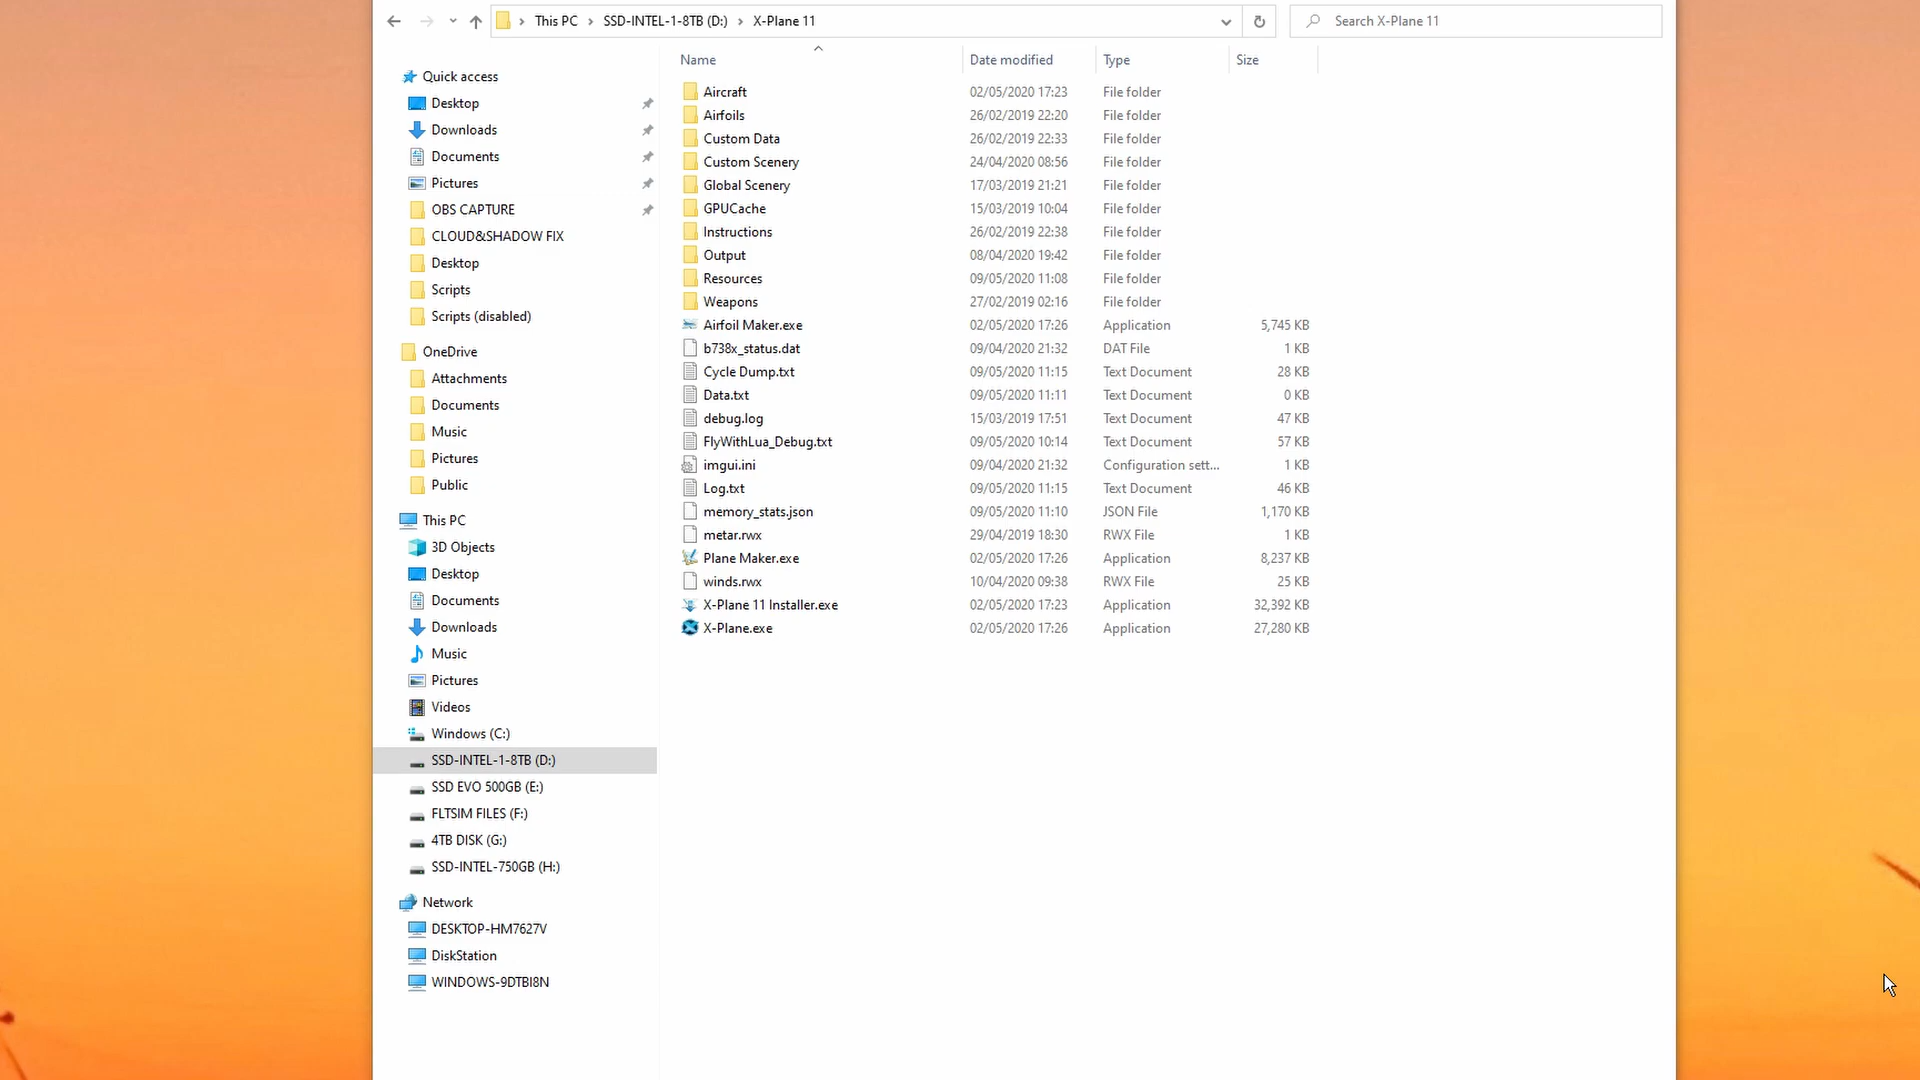 This PC > SSD-INTEL-1-8TB (D:) > X-Plane 11
Search X-Plane 11
Name Date modified Type Size
Quick access
Desktop
Downloads
Documents
Pictures
OBS CAPTURE
CLOUD&SHADOW FIX
Desktop
Scripts
Scripts (disabled)
OneDrive
Attachments
Documents
Music
Pictures
Public
This PC
3D Objects
Desktop
Documents
Downloads
Music
Pictures
Videos
Windows (C:)
SSD-INTEL-1-8TB (D:)
SSD EVO 500GB (E:)
FLTSIM FILES (F:)
4TB DISK (G:)
SSD-INTEL-750GB (H:)
Network
DESKTOP-HM7627V
DiskStation
WINDOWS-9DTBI8N
Aircraft 02/05/2020 17:23 File folder
Airfoils 26/02/2019 22:20 File folder
Custom Data 26/02/2019 22:33 File folder
Custom Scenery 24/04/2020 08:56 File folder
Global Scenery 17/03/2019 21:21 File folder
GPUCache 15/03/2019 10:04 File folder
Instructions 26/02/2019 22:38 File folder
Output 08/04/2020 19:42 File folder
Resources 09/05/2020 11:08 File folder
Weapons 27/02/2019 02:16 File folder
Airfoil Maker.exe 02/05/2020 17:26 Application 5,745 KB
b738x_status.dat 09/04/2020 21:32 DAT File 1 KB
Cycle Dump.txt 09/05/2020 11:15 Text Document 28 KB
Data.txt 09/05/2020 11:11 Text Document 0 KB
debug.log 15/03/2019 17:51 Text Document 47 KB
FlyWithLua_Debug.txt 09/05/2020 10:14 Text Document 57 KB
imgui.ini 09/04/2020 21:32 Configuration sett... 1 KB
Log.txt 09/05/2020 11:15 Text Document 46 KB
memory_stats.json 09/05/2020 11:10 JSON File 1,170 KB
metar.rwx 29/04/2019 18:30 RWX File 1 KB
Plane Maker.exe 02/05/2020 17:26 Application 8,237 KB
winds.rwx 10/04/2020 09:38 RWX File 25 KB
X-Plane 11 Installer.exe 02/05/2020 17:23 Application 32,392 KB
X-Plane.exe 02/05/2020 17:26 Application 27,280 KB